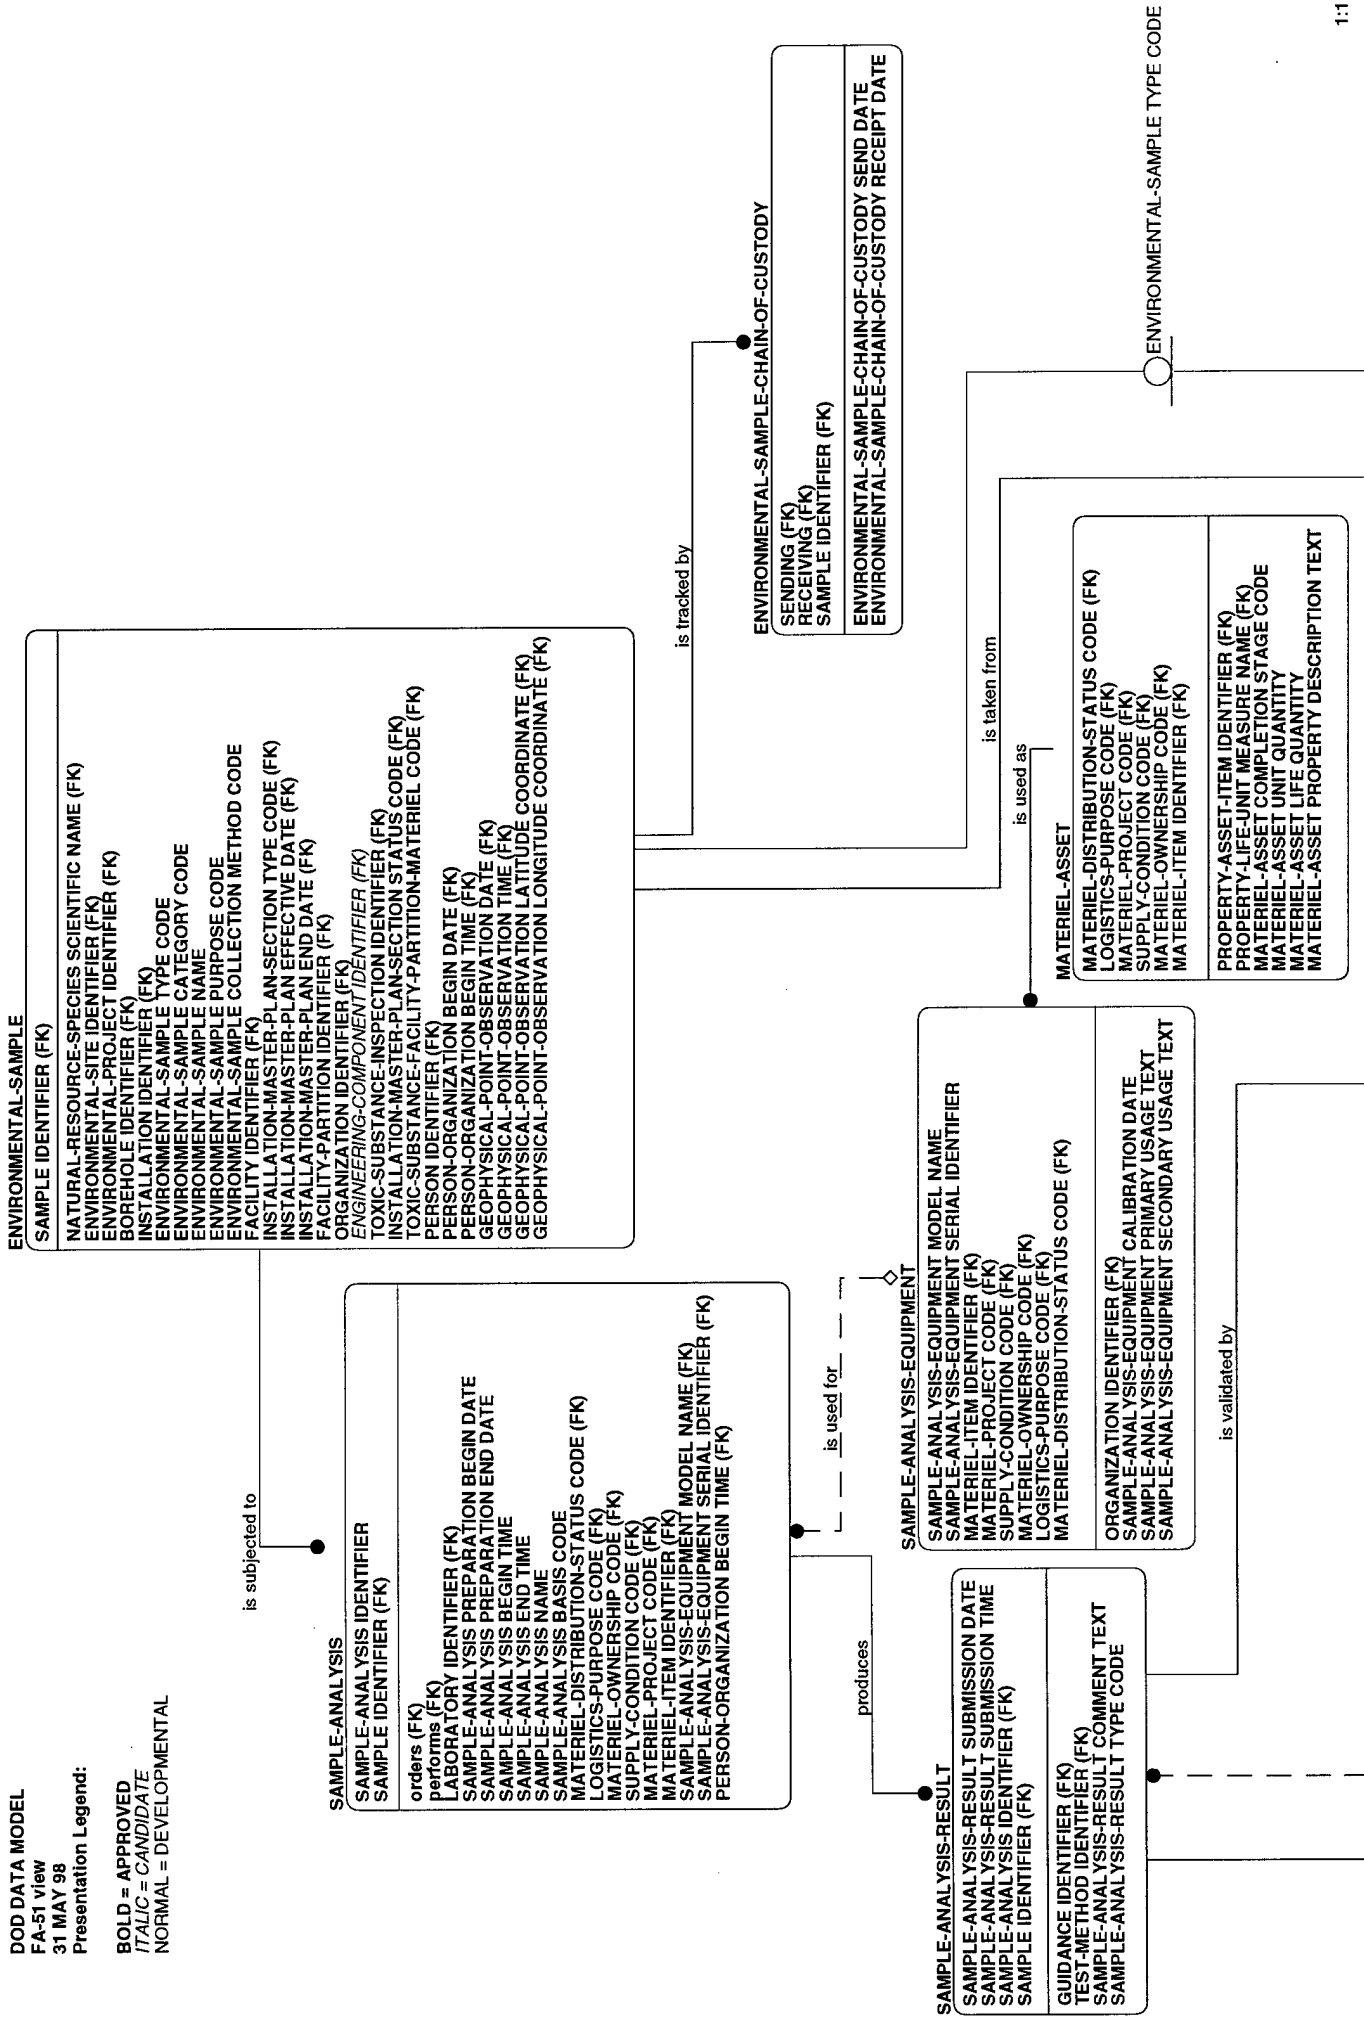 DOD DATA MODEL
FA-51 view
31 MAY 98
Presentation Legend:
BOLD = APPROVED
ITALIC = CANDIDATE
NORMAL = DEVELOPMENTAL
ENVIRONMENTAL-SAMPLE
SAMPLE IDENTIFIER (FK)
NATURAL-RESOURCE-SPECIES SCIENTIFIC NAME (FK)
ENVIRONMENTAL-SITE IDENTIFIER (FK)
ENVIRONMENTAL-PROJECT IDENTIFIER (FK)
BOREHOLE IDENTIFIER (FK)
INSTALLATION IDENTIFIER (FK)
ENVIRONMENTAL-SAMPLE TYPE CODE
ENVIRONMENTAL-SAMPLE CATEGORY CODE
ENVIRONMENTAL-SAMPLE NAME
ENVIRONMENTAL-SAMPLE PURPOSE CODE
ENVIRONMENTAL-SAMPLE COLLECTION METHOD CODE
FACILITY IDENTIFIER (FK)
INSTALLATION-MASTER-PLAN-SECTION TYPE CODE (FK)
INSTALLATION-MASTER-PLAN EFFECTIVE DATE (FK)
INSTALLATION-MASTER-PLAN END DATE (FK)
FACILITY-PARTITION IDENTIFIER (FK)
ORGANIZATION IDENTIFIER (FK)
ENGINEERING-COMPONENT IDENTIFIER (FK)
TOXIC-SUBSTANCE-INSPECTION IDENTIFIER (FK)
INSTALLATION-MASTER-PLAN-SECTION STATUS CODE (FK)
TOXIC-SUBSTANCE-FACILITY-PARTITION-MATERIEL CODE (FK)
PERSON IDENTIFIER (FK)
PERSON-ORGANIZATION BEGIN DATE (FK)
PERSON-ORGANIZATION BEGIN TIME (FK)
GEOPHYSICAL-POINT-OBSERVATION DATE (FK)
GEOPHYSICAL-POINT-OBSERVATION TIME (FK)
GEOPHYSICAL-POINT-OBSERVATION LATITUDE COORDINATE (FK)
GEOPHYSICAL-POINT-OBSERVATION LONGITUDE COORDINATE (FK)
is subjected to
is tracked by
SAMPLE-ANALYSIS
SAMPLE-ANALYSIS IDENTIFIER
SAMPLE IDENTIFIER (FK)
orders (FK)
performs (FK)
LABORATORY IDENTIFIER (FK)
SAMPLE-ANALYSIS PREPARATION BEGIN DATE
SAMPLE-ANALYSIS PREPARATION END DATE
SAMPLE-ANALYSIS BEGIN TIME
SAMPLE-ANALYSIS END TIME
SAMPLE-ANALYSIS NAME
SAMPLE-ANALYSIS BASIS CODE
MATERIEL-DISTRIBUTION-STATUS CODE (FK)
LOGISTICS-PURPOSE CODE (FK)
MATERIEL-OWNERSHIP CODE (FK)
SUPPLY-CONDITION CODE (FK)
MATERIEL-PROJECT CODE (FK)
MATERIEL-ITEM IDENTIFIER (FK)
SAMPLE-ANALYSIS-EQUIPMENT MODEL NAME (FK)
SAMPLE-ANALYSIS-EQUIPMENT SERIAL IDENTIFIER (FK)
PERSON-ORGANIZATION BEGIN TIME (FK)
ENVIRONMENTAL-SAMPLE-CHAIN-OF-CUSTODY
SENDING (FK)
RECEIVING (FK)
SAMPLE IDENTIFIER (FK)
ENVIRONMENTAL-SAMPLE-CHAIN-OF-CUSTODY SEND DATE
ENVIRONMENTAL-SAMPLE-CHAIN-OF-CUSTODY RECEIPT DATE
produces
is used for
is taken from
is used as
SAMPLE-ANALYSIS-EQUIPMENT
SAMPLE-ANALYSIS-EQUIPMENT MODEL NAME
SAMPLE-ANALYSIS-EQUIPMENT SERIAL IDENTIFIER
MATERIEL-ITEM IDENTIFIER (FK)
MATERIEL-PROJECT CODE (FK)
SUPPLY-CONDITION CODE (FK)
MATERIEL-OWNERSHIP CODE (FK)
LOGISTICS-PURPOSE CODE (FK)
MATERIEL-DISTRIBUTION-STATUS CODE (FK)
ORGANIZATION IDENTIFIER (FK)
SAMPLE-ANALYSIS-EQUIPMENT CALIBRATION DATE
SAMPLE-ANALYSIS-EQUIPMENT PRIMARY USAGE TEXT
SAMPLE-ANALYSIS-EQUIPMENT SECONDARY USAGE TEXT
SAMPLE-ANALYSIS-RESULT
SAMPLE-ANALYSIS-RESULT SUBMISSION DATE
SAMPLE-ANALYSIS-RESULT SUBMISSION TIME
SAMPLE-ANALYSIS IDENTIFIER (FK)
SAMPLE IDENTIFIER (FK)
GUIDANCE IDENTIFIER (FK)
TEST-METHOD IDENTIFIER (FK)
SAMPLE-ANALYSIS-RESULT COMMENT TEXT
SAMPLE-ANALYSIS-RESULT TYPE CODE
MATERIEL-ASSET
MATERIEL-DISTRIBUTION-STATUS CODE (FK)
LOGISTICS-PURPOSE CODE (FK)
MATERIEL-PROJECT CODE (FK)
SUPPLY-CONDITION CODE (FK)
MATERIEL-OWNERSHIP CODE (FK)
MATERIEL-ITEM IDENTIFIER (FK)
PROPERTY-ASSET-ITEM IDENTIFIER (FK)
PROPERTY-LIFE-UNIT MEASURE NAME (FK)
MATERIEL-ASSET COMPLETION STAGE CODE
MATERIEL-ASSET UNIT QUANTITY
MATERIEL-ASSET LIFE QUANTITY
MATERIEL-ASSET PROPERTY DESCRIPTION TEXT
ENVIRONMENTAL-SAMPLE TYPE CODE
is validated by
1:1